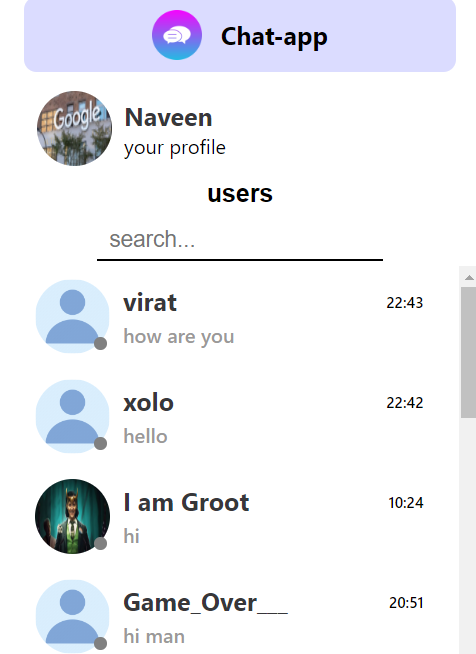 Chat-app
Google
Naveen
your profile
users
search...
virat 22:43
how are you
xolo 22:42
hello
I am Groot 10:24
hi
Game_Over___ 20:51
hi man